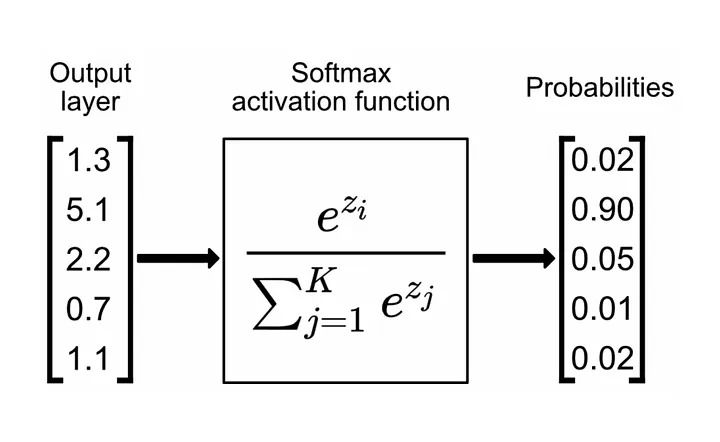 Output
layer
Softmax
activation function
Probabilities
1.3
5.1
2.2
0.7
1.1
e^{z_i}
∑_{j=1}^{K} e^{z_j}
0.02
0.90
0.05
0.01
0.02